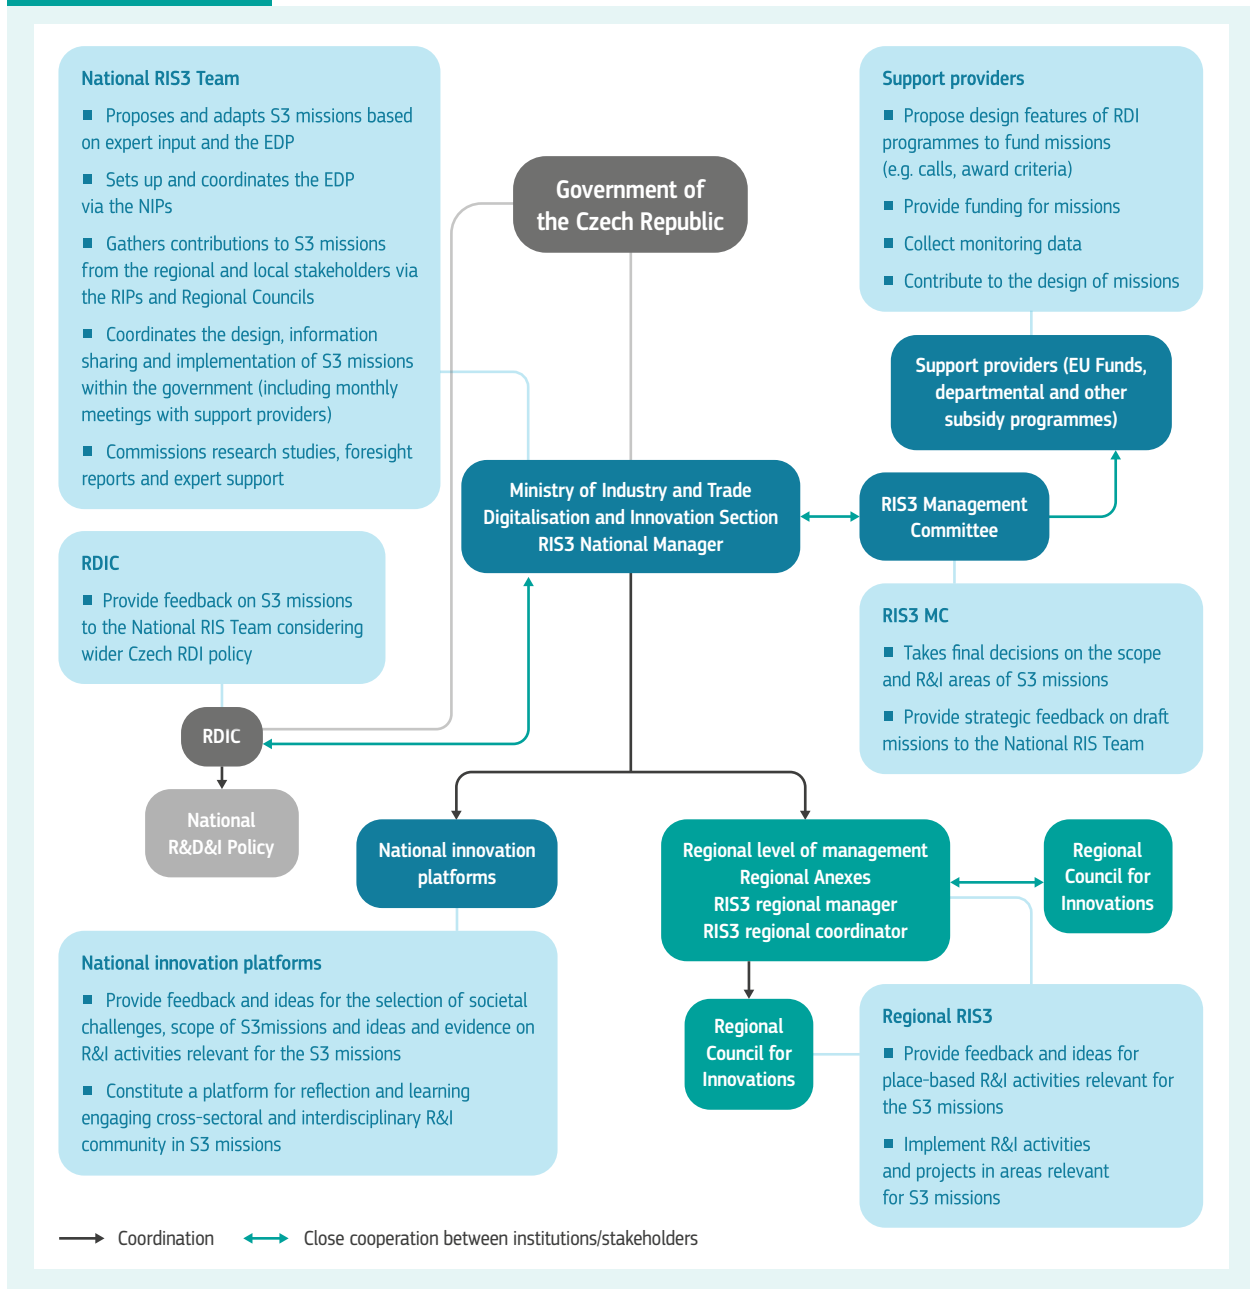 National RIS3 Team
■ Proposes and adapts S3 missions based
on expert input and the EDP
■ Sets up and coordinates the EDP
via the NIPs
■ Gathers contributions to S3 missions
from the regional and local stakeholders via
the RIPs and Regional Councils
■ Coordinates the design, information
sharing and implementation of S3 missions
within the government (including monthly
meetings with support providers)
■ Commissions research studies, foresight
reports and expert support
Government of
the Czech Republic
Support providers
■ Propose design features of RDI
programmes to fund missions
(e.g. calls, award criteria)
■ Provide funding for missions
■ Collect monitoring data
■ Contribute to the design of missions
Support providers (EU Funds,
departmental and other
subsidy programmes)
Ministry of Industry and Trade
Digitalisation and Innovation Section
RIS3 National Manager
RIS3 Management
Committee
RDIC
■ Provide feedback on S3 missions
to the National RIS Team considering
wider Czech RDI policy
RIS3 MC
■ Takes final decisions on the scope
and R&I areas of S3 missions
■ Provide strategic feedback on draft
missions to the National RIS Team
RDIC
National
R&D&I Policy
National innovation
platforms
Regional level of management
Regional Anexes
RIS3 regional manager
RIS3 regional coordinator
Regional
Council for
Innovations
National innovation platforms
■ Provide feedback and ideas for the selection of societal
challenges, scope of S3missions and ideas and evidence on
R&I activities relevant for the S3 missions
■ Constitute a platform for reflection and learning
engaging cross-sectoral and interdisciplinary R&I
community in S3 missions
Regional
Council for
Innovations
Regional RIS3
■ Provide feedback and ideas for
place-based R&I activities relevant for
the S3 missions
■ Implement R&I activities
and projects in areas relevant
for S3 missions
Coordination
Close cooperation between institutions/stakeholders